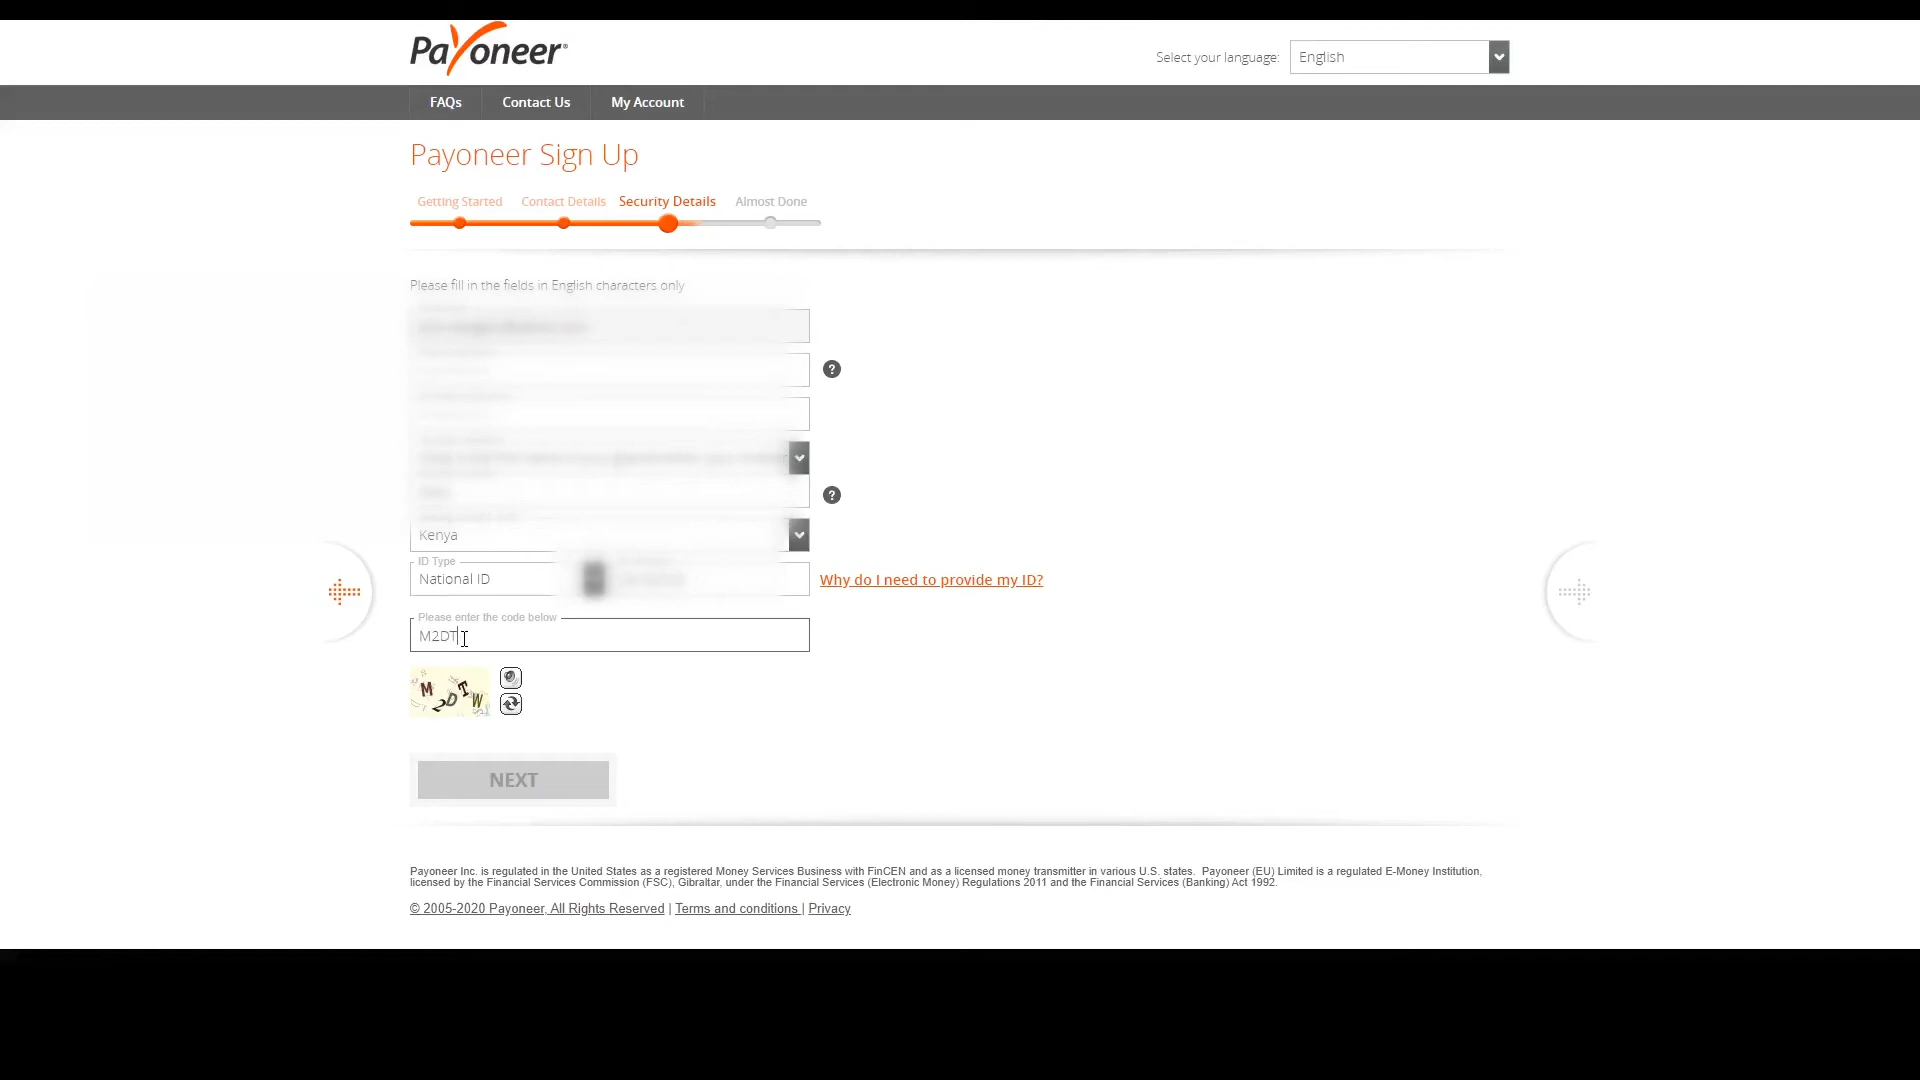 Payoneer
Select your language: English
FAQs Contact Us My Account
Payoneer Sign Up
Getting Started Contact Details Security Details Almost Done
Please fill in the fields in English characters only
?
?
Kenya
ID Type
National ID
Why do I need to provide my ID?
Please enter the code below
M2DT
M2DTW
NEXT
Payoneer Inc. is regulated in the United States as a registered Money Services Business with FinCEN and as a licensed money transmitter in various U.S. states. Payoneer (EU) Limited is a regulated E-Money Institution,
licensed by the Financial Services Commission (FSC), Gibraltar, under the Financial Services (Electronic Money) Regulations 2011 and the Financial Services (Banking) Act 1992.
© 2005-2020 Payoneer, All Rights Reserved | Terms and conditions | Privacy